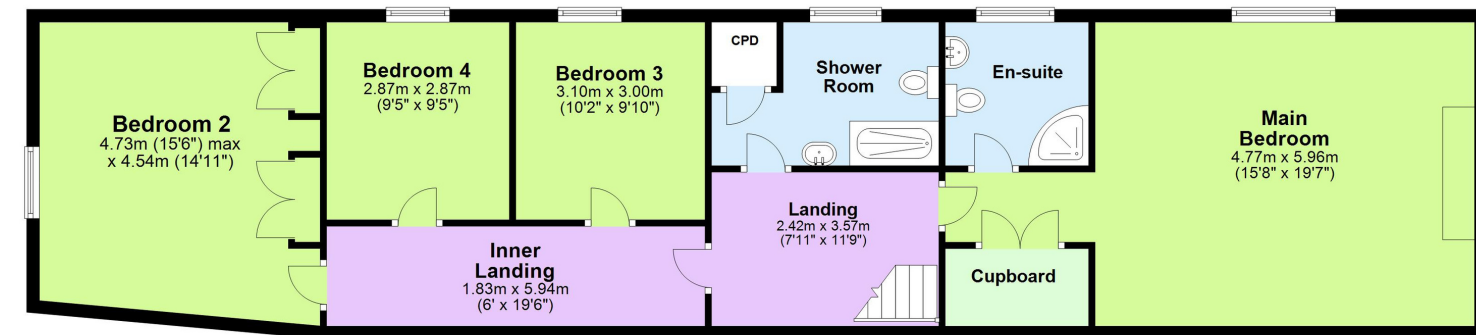 Bedroom 2
4.73m (15'6") max
x 4.54m (14'11")
Bedroom 4
2.87m x 2.87m
(9'5" x 9'5")
Bedroom 3
3.10m x 3.00m
(10'2" x 9'10")
CPD
Shower
Room
En-suite
Main
Bedroom
4.77m x 5.96m
(15'8" x 19'7")
Inner
Landing
1.83m x 5.94m
(6' x 19'6")
Landing
2.42m x 3.57m
(7'11" x 11'9")
Cupboard